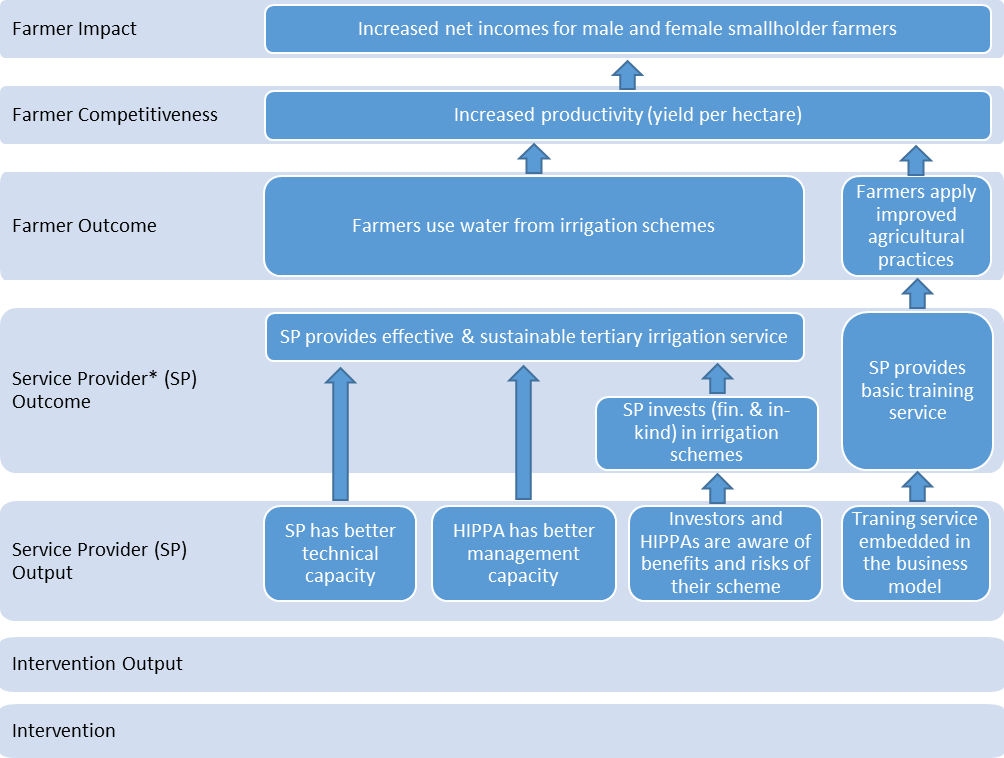 Farmer Impact
Increased net incomes for male and female smallholder farmers
Farmer Competitiveness
Increased productivity (yield per hectare)
Farmer Outcome
Farmers use water from irrigation schemes
Farmers apply
improved
agricultural
practices
Service Provider* (SP)
Outcome
SP provides effective & sustainable tertiary irrigation service
SP invests (fin. & in-
kind) in irrigation
schemes
SP provides
basic training
service
Service Provider (SP)
Output
SP has better
technical
capacity
HIPPA has better
management
capacity
Investors and
HIPPAs are aware of
benefits and risks of
their scheme
Traning service
embedded in
the business
model
Intervention Output
Intervention